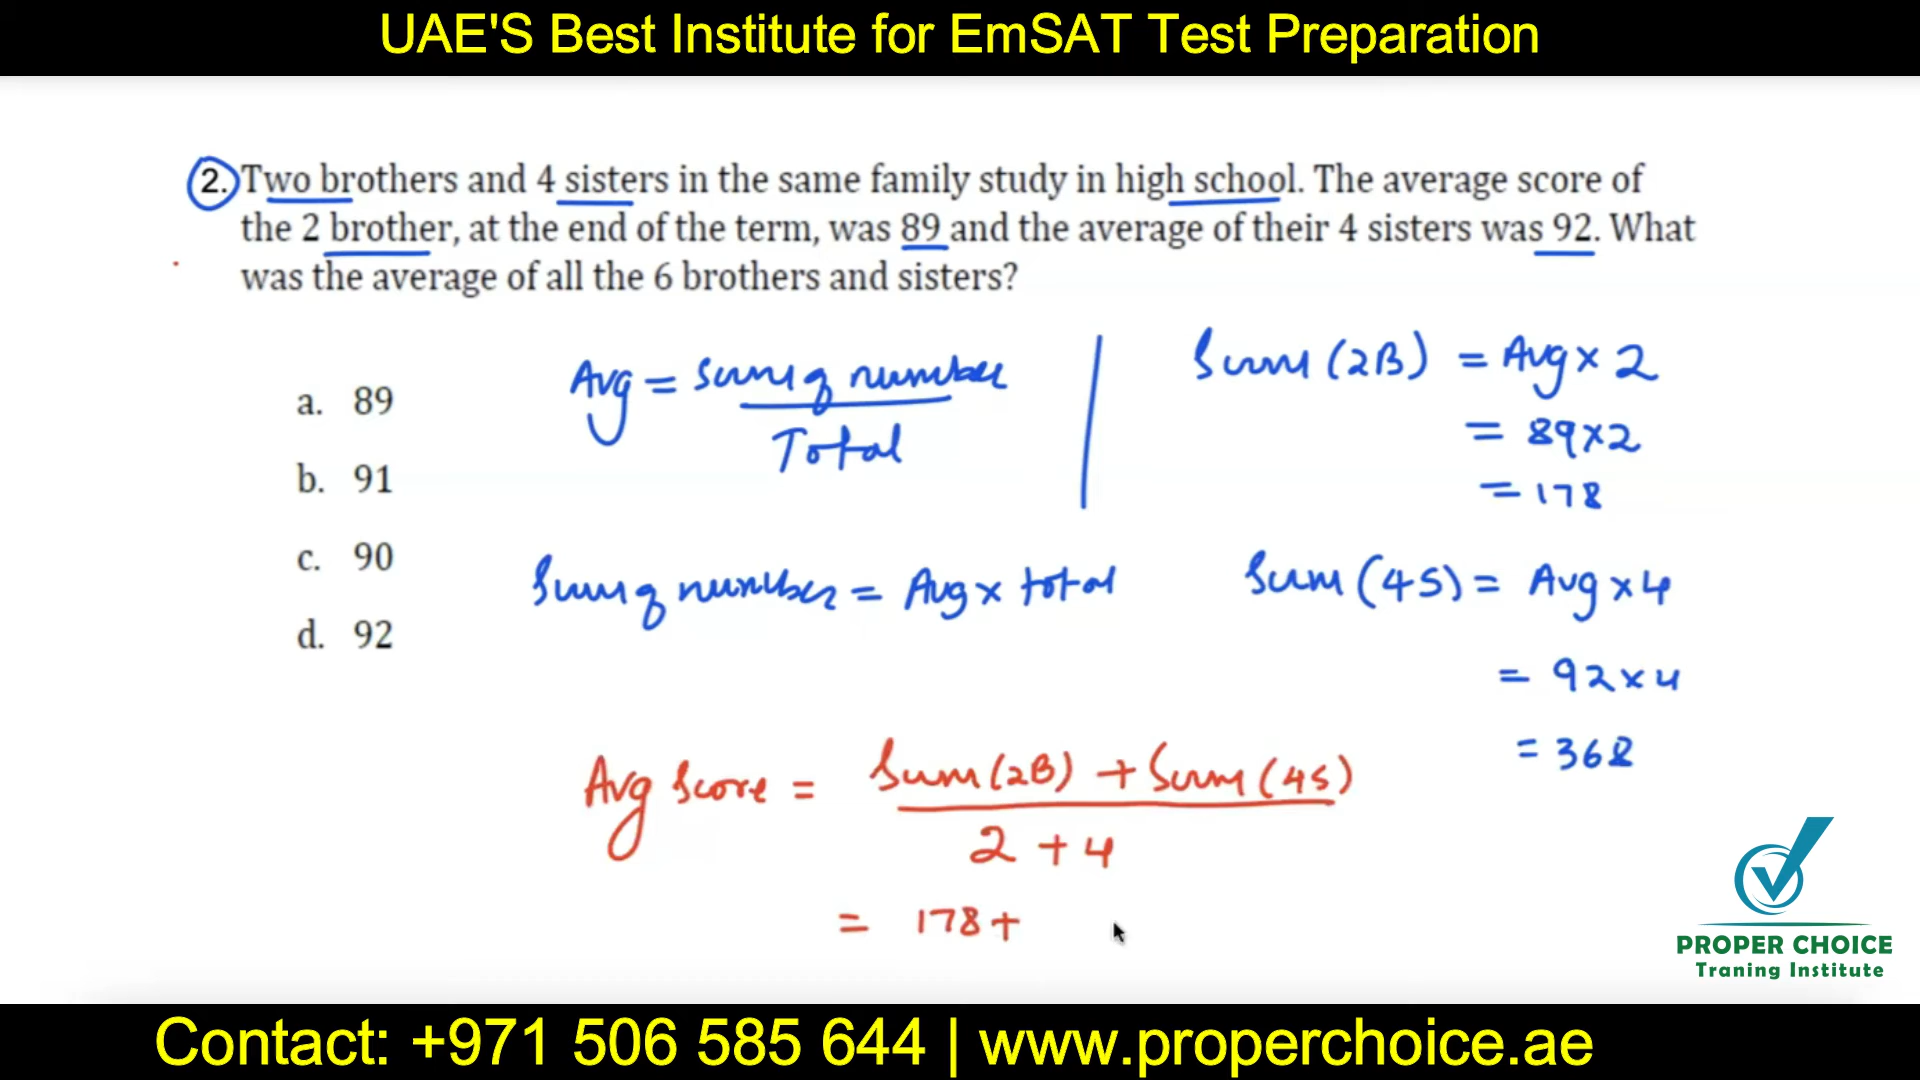 UAE'S Best Institute for EmSAT Test Preparation
2. Two brothers and 4 sisters in the same family study in high school. The average score of
the 2 brother, at the end of the term, was 89 and the average of their 4 sisters was 92. What
was the average of all the 6 brothers and sisters?
a. 89
b. 91
c. 90
d. 92
Avg = Sum of number
Total
Sum of number = Avg × total
Sum (2B) = Avg × 2
= 89×2
= 178
Sum (4S) = Avg × 4
= 92×4
= 368
Avg Score = Sum (2B) + Sum (4S)
2 + 4
= 178 +
PROPER CHOICE
Traning Institute
Contact: +971 506 585 644 | www.properchoice.ae